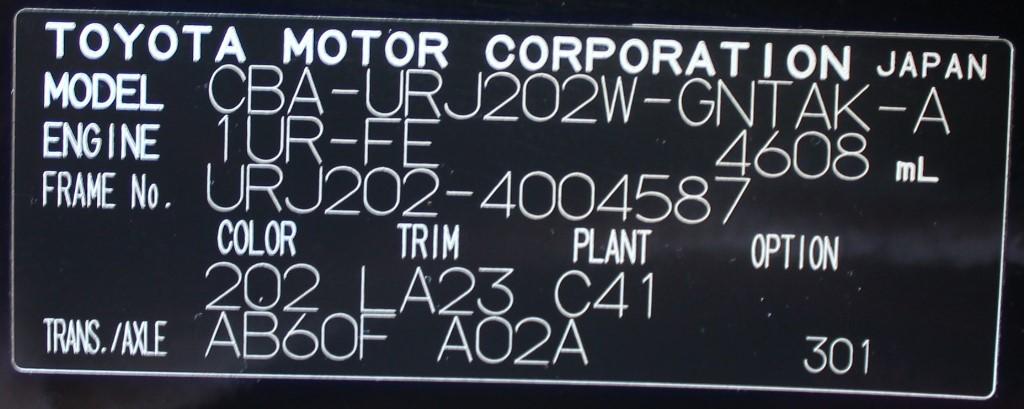 TOYOTA MOTOR CORPORATION JAPAN
MODEL CBA-URJ202W-GNTAK-A
ENGINE 1UR-FE 4608 mL
FRAME No. URJ202-4004587
COLOR TRIM PLANT OPTION
202 LA23 C41
TRANS./AXLE AB60F A02A 301